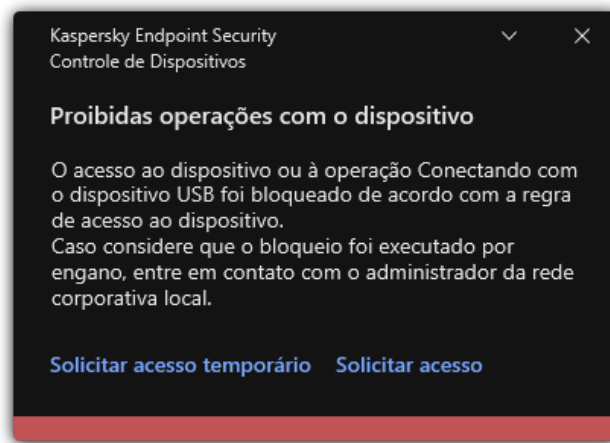 Kaspersky Endpoint Security
Controle de Dispositivos
Proibidas operações com o dispositivo
O acesso ao dispositivo ou à operação Conectando com
o dispositivo USB foi bloqueado de acordo com a regra
de acesso ao dispositivo.
Caso considere que o bloqueio foi executado por
engano, entre em contato com o administrador da rede
corporativa local.
Solicitar acesso temporário Solicitar acesso